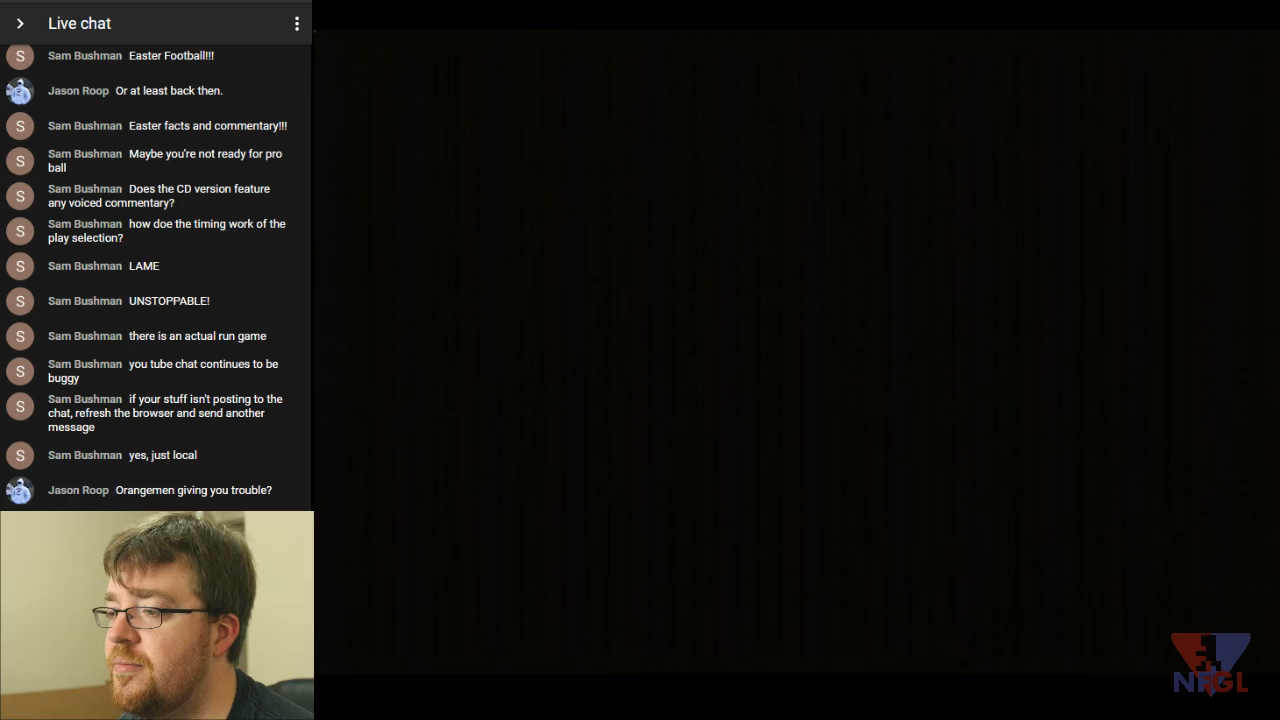 Live chat
Sam Bushman Easter Football!!!
Jason Roop Or at least back then.
Sam Bushman Easter facts and commentary!!!
Sam Bushman Maybe you're not ready for pro
ball
Sam Bushman Does the CD version feature
any voiced commentary?
Sam Bushman how doe the timing work of the
play selection?
Sam Bushman LAME
Sam Bushman UNSTOPPABLE!
Sam Bushman there is an actual run game
Sam Bushman you tube chat continues to be
buggy
Sam Bushman if your stuff isn't posting to the
chat, refresh the browser and send another
message
Sam Bushman yes, just local
Jason Roop Orangemen giving you trouble?
NFGL